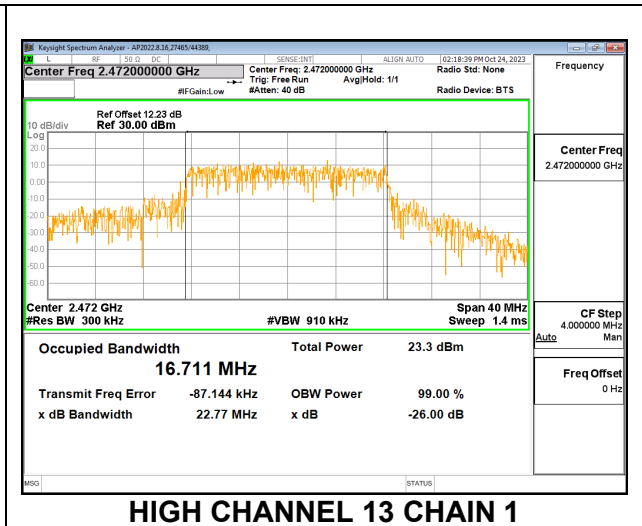 Keysight Spectrum Analyzer - AP2022.8.16,27465/44389,
L RF 50 Ω DC SENSE:INT ALIGN AUTO 02:18:39 PM Oct 24, 2023
Center Freq 2.472000000 GHz
Center Freq: 2.472000000 GHz
Radio Std: None
Trig: Free Run Avg|Hold: 1/1
#IFGain:Low #Atten: 40 dB Radio Device: BTS
Frequency
Ref Offset 12.23 dB
10 dB/div Ref 30.00 dBm
Log
20.0
10.0
0.00
-10.0
-20.0
-30.0
-40.0
-50.0
-60.0
Center 2.472 GHz Span 40 MHz
#Res BW 300 kHz #VBW 910 kHz Sweep 1.4 ms
Center Freq
2.472000000 GHz
CF Step
4.000000 MHz
Auto Man
Freq Offset
0 Hz
Occupied Bandwidth Total Power 23.3 dBm
16.711 MHz
Transmit Freq Error -87.144 kHz OBW Power 99.00 %
x dB Bandwidth 22.77 MHz x dB -26.00 dB
MSG STATUS
HIGH CHANNEL 13 CHAIN 1